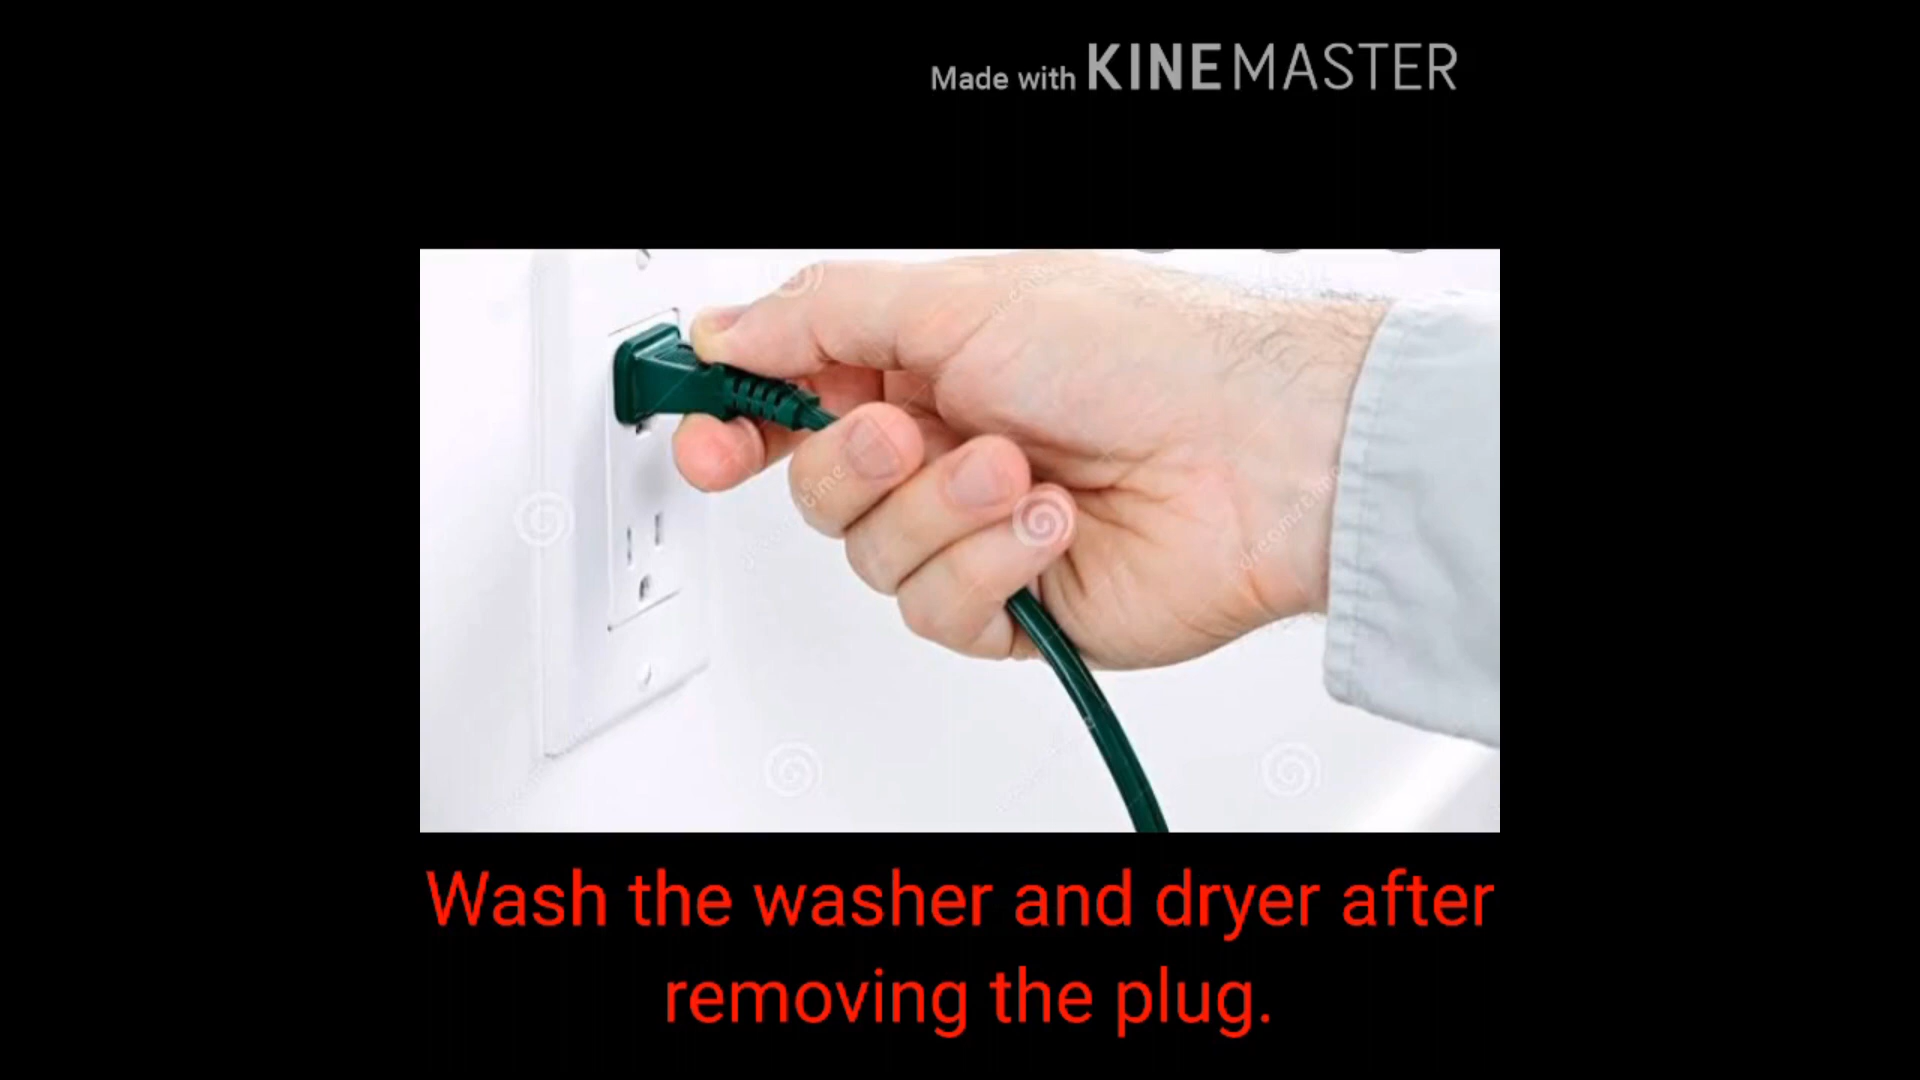 Made with KINEMASTER
Wash the washer and dryer after
removing the plug.